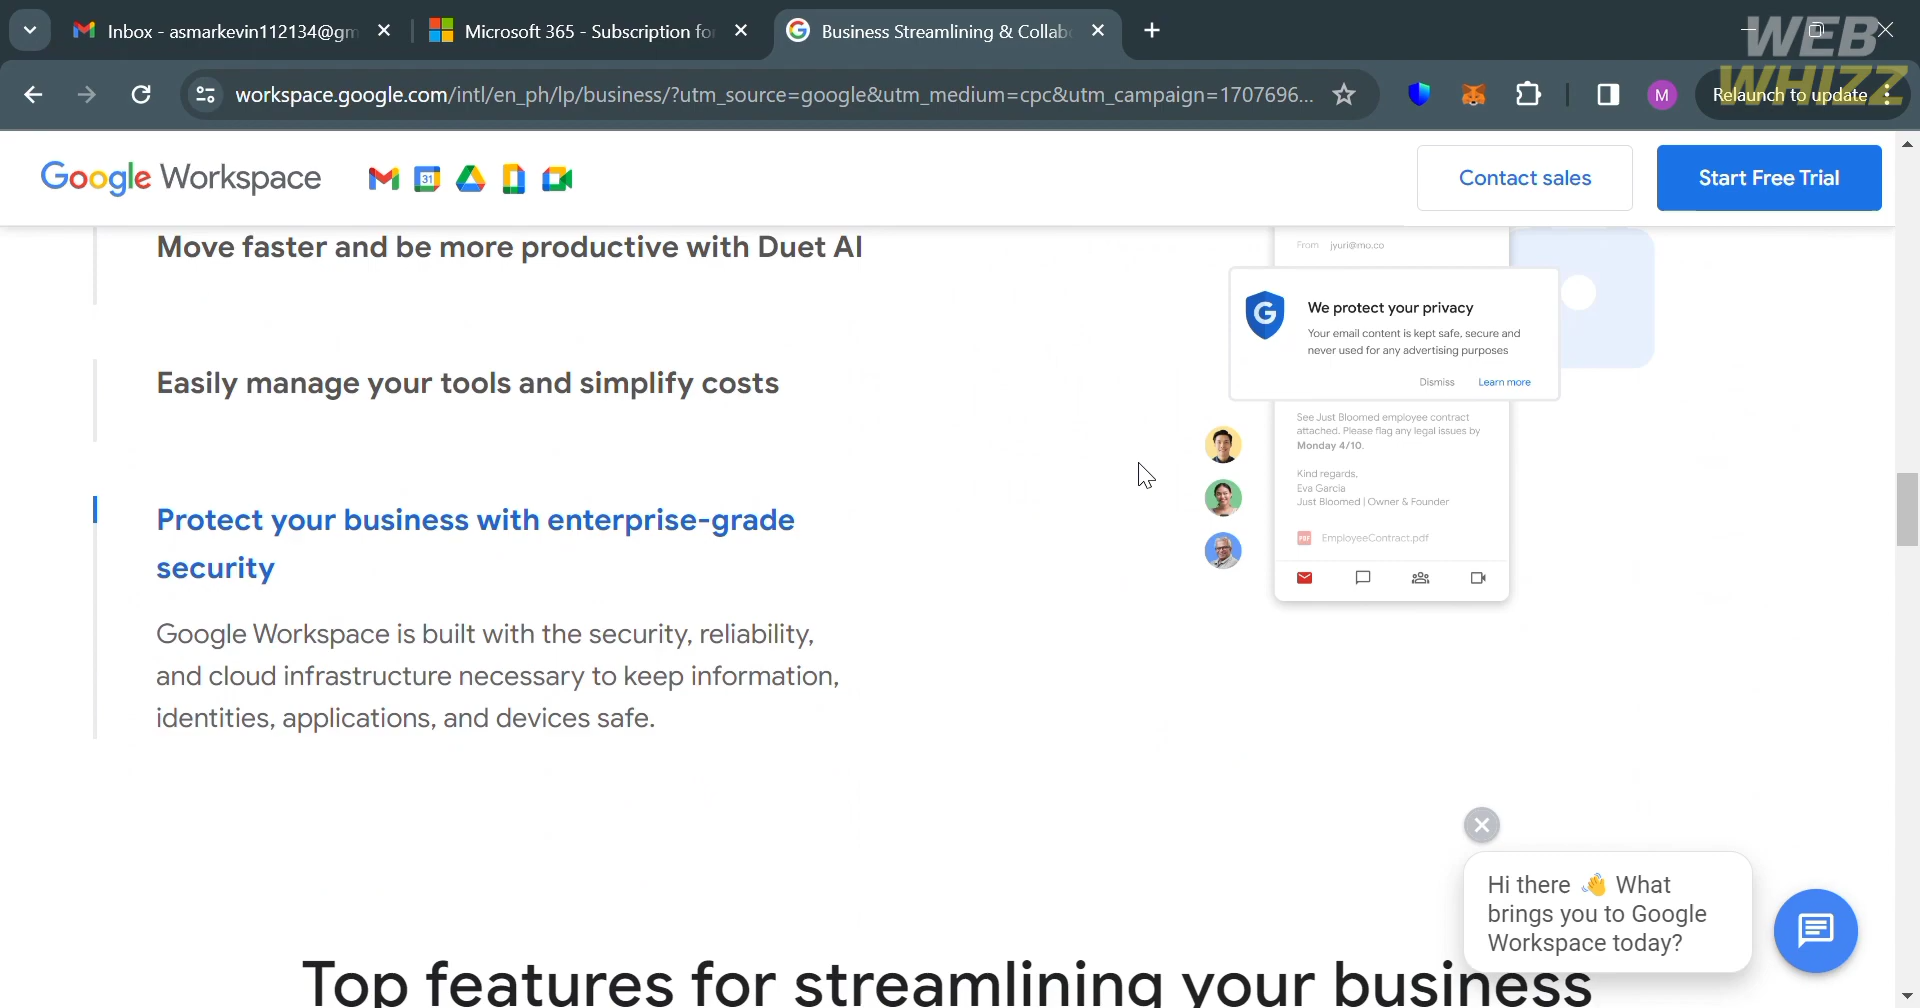 Inbox - asmarkevin112134@gm
Microsoft 365 - Subscription for
Business Streamlining & Collab
WEB
WHIZZ
workspace.google.com/intl/en_ph/lp/business/?utm_source=google&utm_medium=cpc&utm_campaign=1707696...
M
Relaunch to update
Google Workspace
31
Contact sales
Start Free Trial
Move faster and be more productive with Duet AI
Easily manage your tools and simplify costs
Protect your business with enterprise-grade
security
Google Workspace is built with the security, reliability,
and cloud infrastructure necessary to keep information,
identities, applications, and devices safe.
From jyuri@mo.co
G
We protect your privacy
Your email content is kept safe, secure and
never used for any advertising purposes
Dismiss Learn more
See Just Bloomed employee contract
attached. Please flag any legal issues by
Monday 4/10.
Kind regards,
Eva Garcia
Just Bloomed | Owner & Founder
PDF EmployeeContract.pdf
Hi there 👋 What
brings you to Google
Workspace today?
Top features for streamlining your business